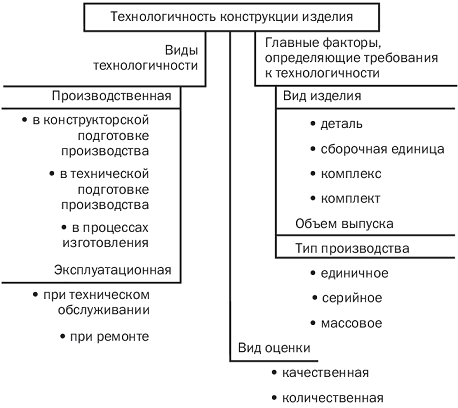 Технологичность конструкции изделия
Виды
технологичности
Производственная
• в конструкторской
подготовке
производства
• в технической
подготовке
производства
• в процессах
изготовления
Эксплуатационная
• при техническом
обслуживании
• при ремонте
Главные факторы,
определяющие требования
к технологичности
Вид изделия
• деталь
• сборочная единица
• комплекс
• комплект
Объем выпуска
Тип производства
• единичное
• серийное
• массовое
Вид оценки
• качественная
• количественная